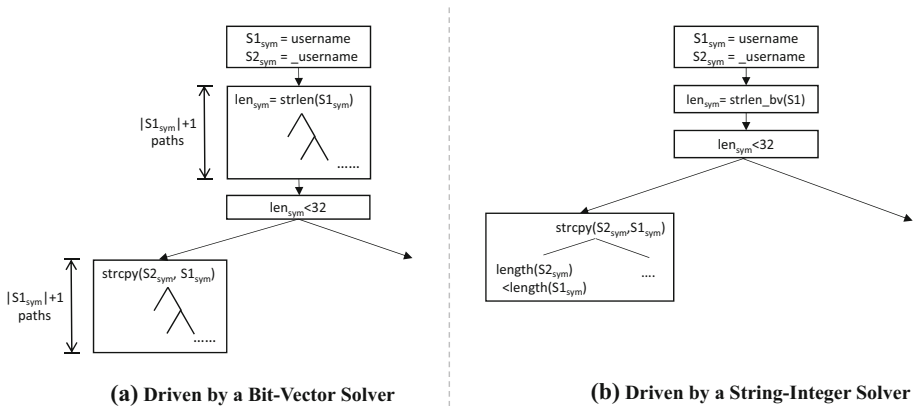 S1sym = username
S2sym = _username
lensym= strlen(S1sym)
......
|S1sym|+1
paths
lensym<32
strcpy(S2sym, S1sym)
......
|S1sym|+1
paths
(a) Driven by a Bit-Vector Solver
S1sym = username
S2sym = _username
lensym= strlen_bv(S1)
lensym<32
strcpy(S2sym,S1sym)
length(S2sym)
<length(S1sym)
....
(b) Driven by a String-Integer Solver